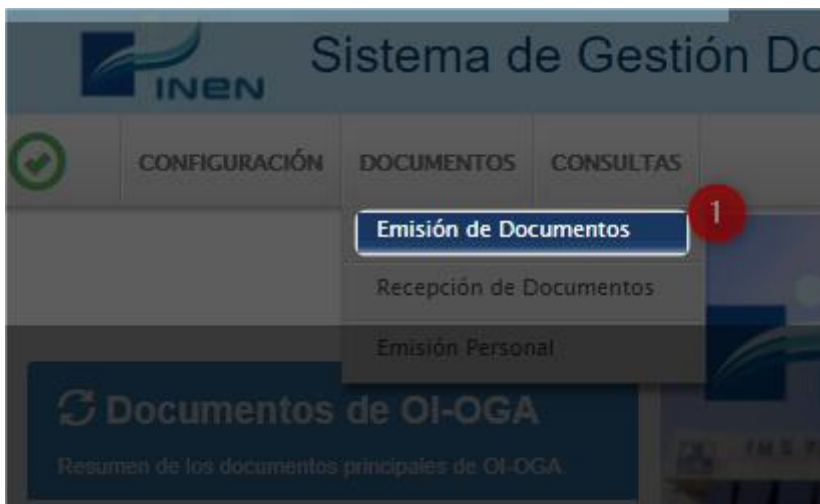 INEN
Sistema de Gestión Do
CONFIGURACIÓN DOCUMENTOS CONSULTAS
1
Emisión de Documentos
Recepción de Documentos
Emisión Personal
Documentos de OI-OGA
Resumen de los documentos principales de OI-OGA.